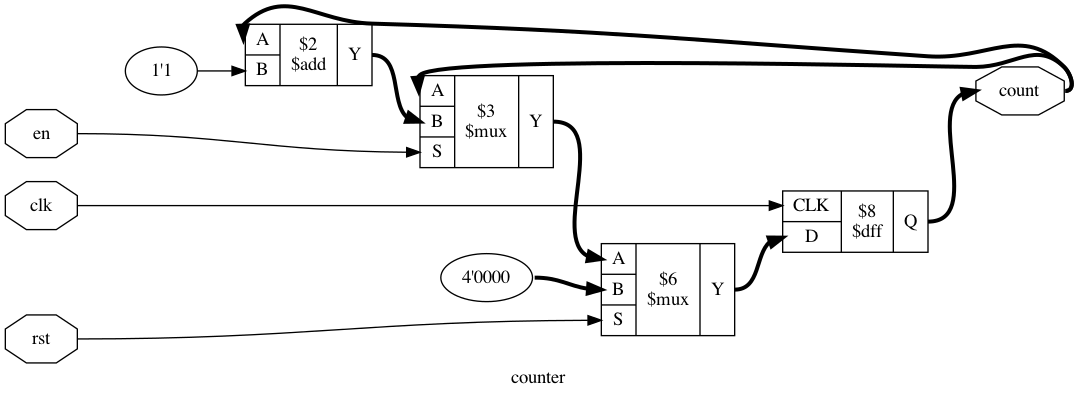 A
B
$2
$add
Y
1'1
A
B
S
$3
$mux
Y
count
en
clk
CLK
D
$8
$dff
Q
4'0000
A
B
S
$6
$mux
Y
rst
counter